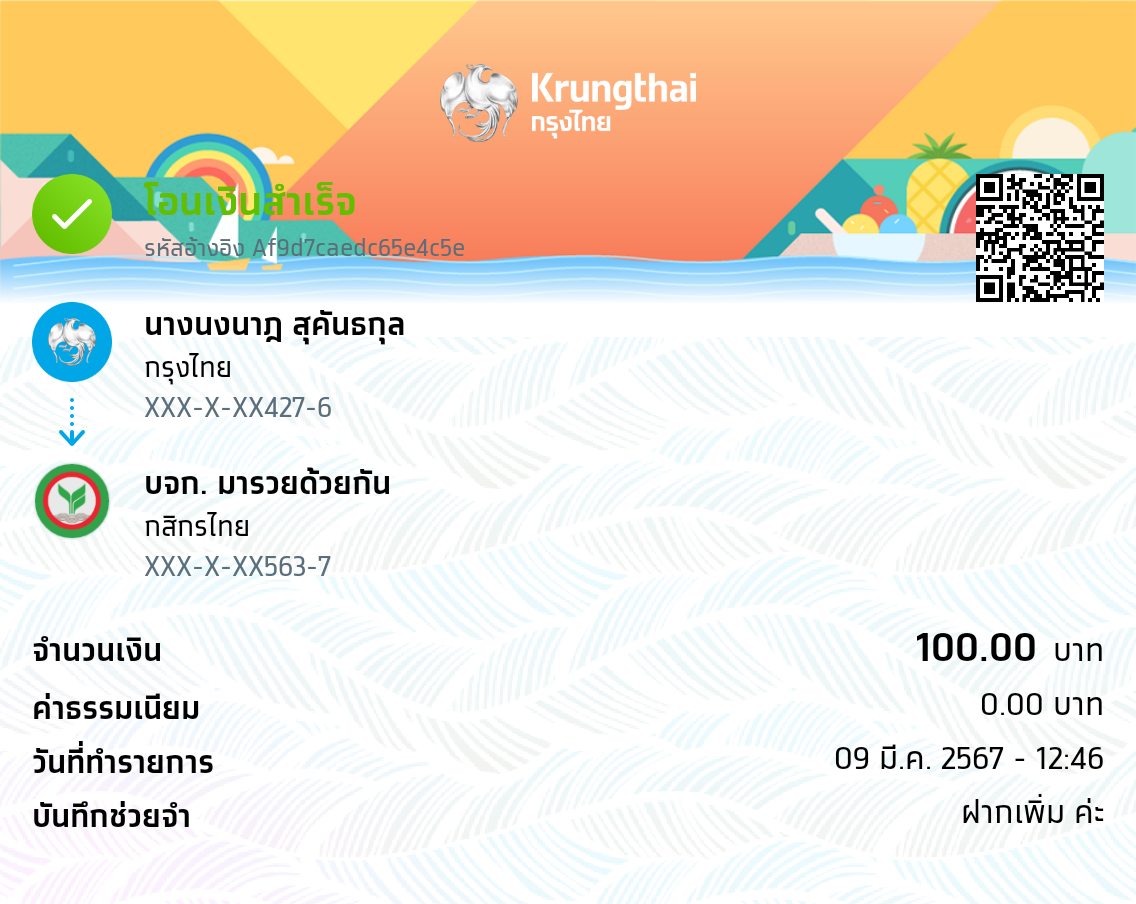 Krungthai
กรุงไทย
โอนเงินสำเร็จ
รหัสอ้างอิง Af9d7caedc65e4c5e
นางนงนาฎ สุคันธกุล
กรุงไทย
XXX-X-XX427-6
บจก. มารวยด้วยกัน
กสิกรไทย
XXX-X-XX563-7
จำนวนเงิน 100.00 บาท
ค่าธรรมเนียม 0.00 บาท
วันที่ทำรายการ 09 มี.ค. 2567 - 12:46
บันทึกช่วยจำ ฝากเพิ่ม ค่ะ